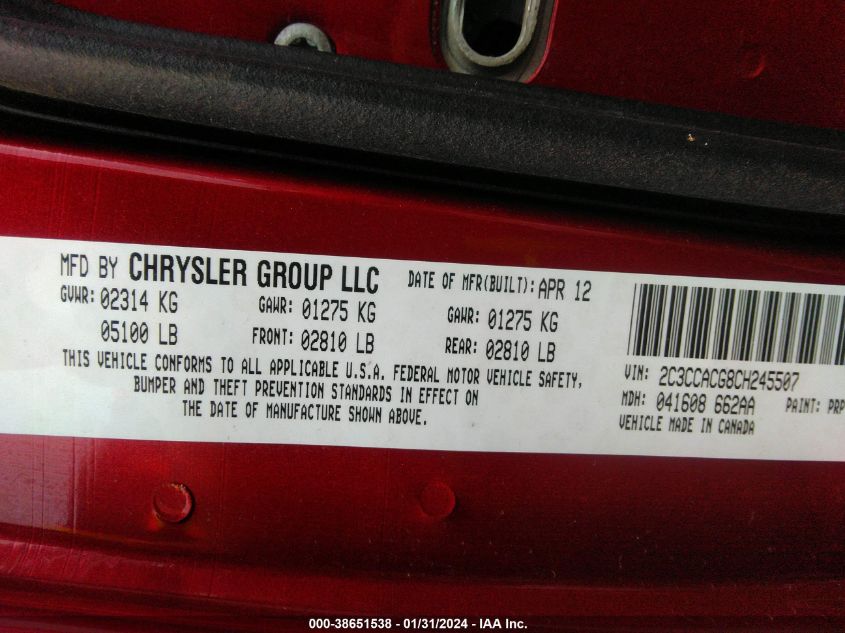 MFD BY CHRYSLER GROUP LLC DATE OF MFR(BUILT): APR 12
GVWR: 02314 KG GAWR: 01275 KG GAWR: 01275 KG
05100 LB FRONT: 02810 LB REAR: 02810 LB
THIS VEHICLE CONFORMS TO ALL APPLICABLE U.S.A. FEDERAL MOTOR VEHICLE SAFETY,
BUMPER AND THEFT PREVENTION STANDARDS IN EFFECT ON
THE DATE OF MANUFACTURE SHOWN ABOVE.
VIN: 2C3CCACG8CH245507
MDH: 041608 662AA PAINT: PRP
VEHICLE MADE IN CANADA
000-38651538 - 01/31/2024 - IAA Inc.